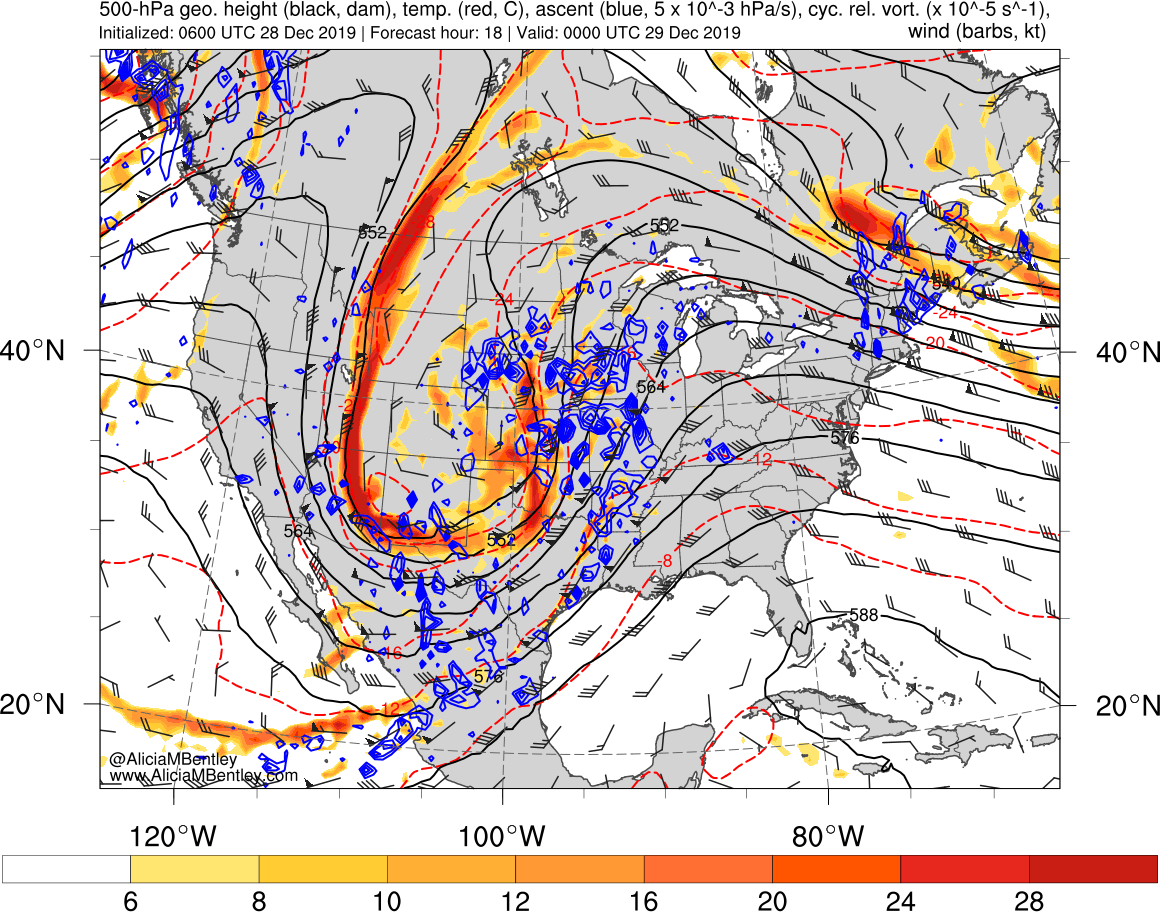 500-hPa geo. height (black, dam), temp. (red, C), ascent (blue, 5 x 10^-3 hPa/s), cyc. rel. vort. (x 10^-5 s^-1),
Initialized: 0600 UTC 28 Dec 2019 | Forecast hour: 18 | Valid: 0000 UTC 29 Dec 2019 wind (barbs, kt)
552
552
540
-24
-24
20
40°N
40°N
564
576
-12
564
552
-8
588
-16
576
-12
20°N
20°N
@AliciaMBentley
www.AliciaMBentley.com
120°W
100°W
80°W
6
8
10
12
16
20
24
28